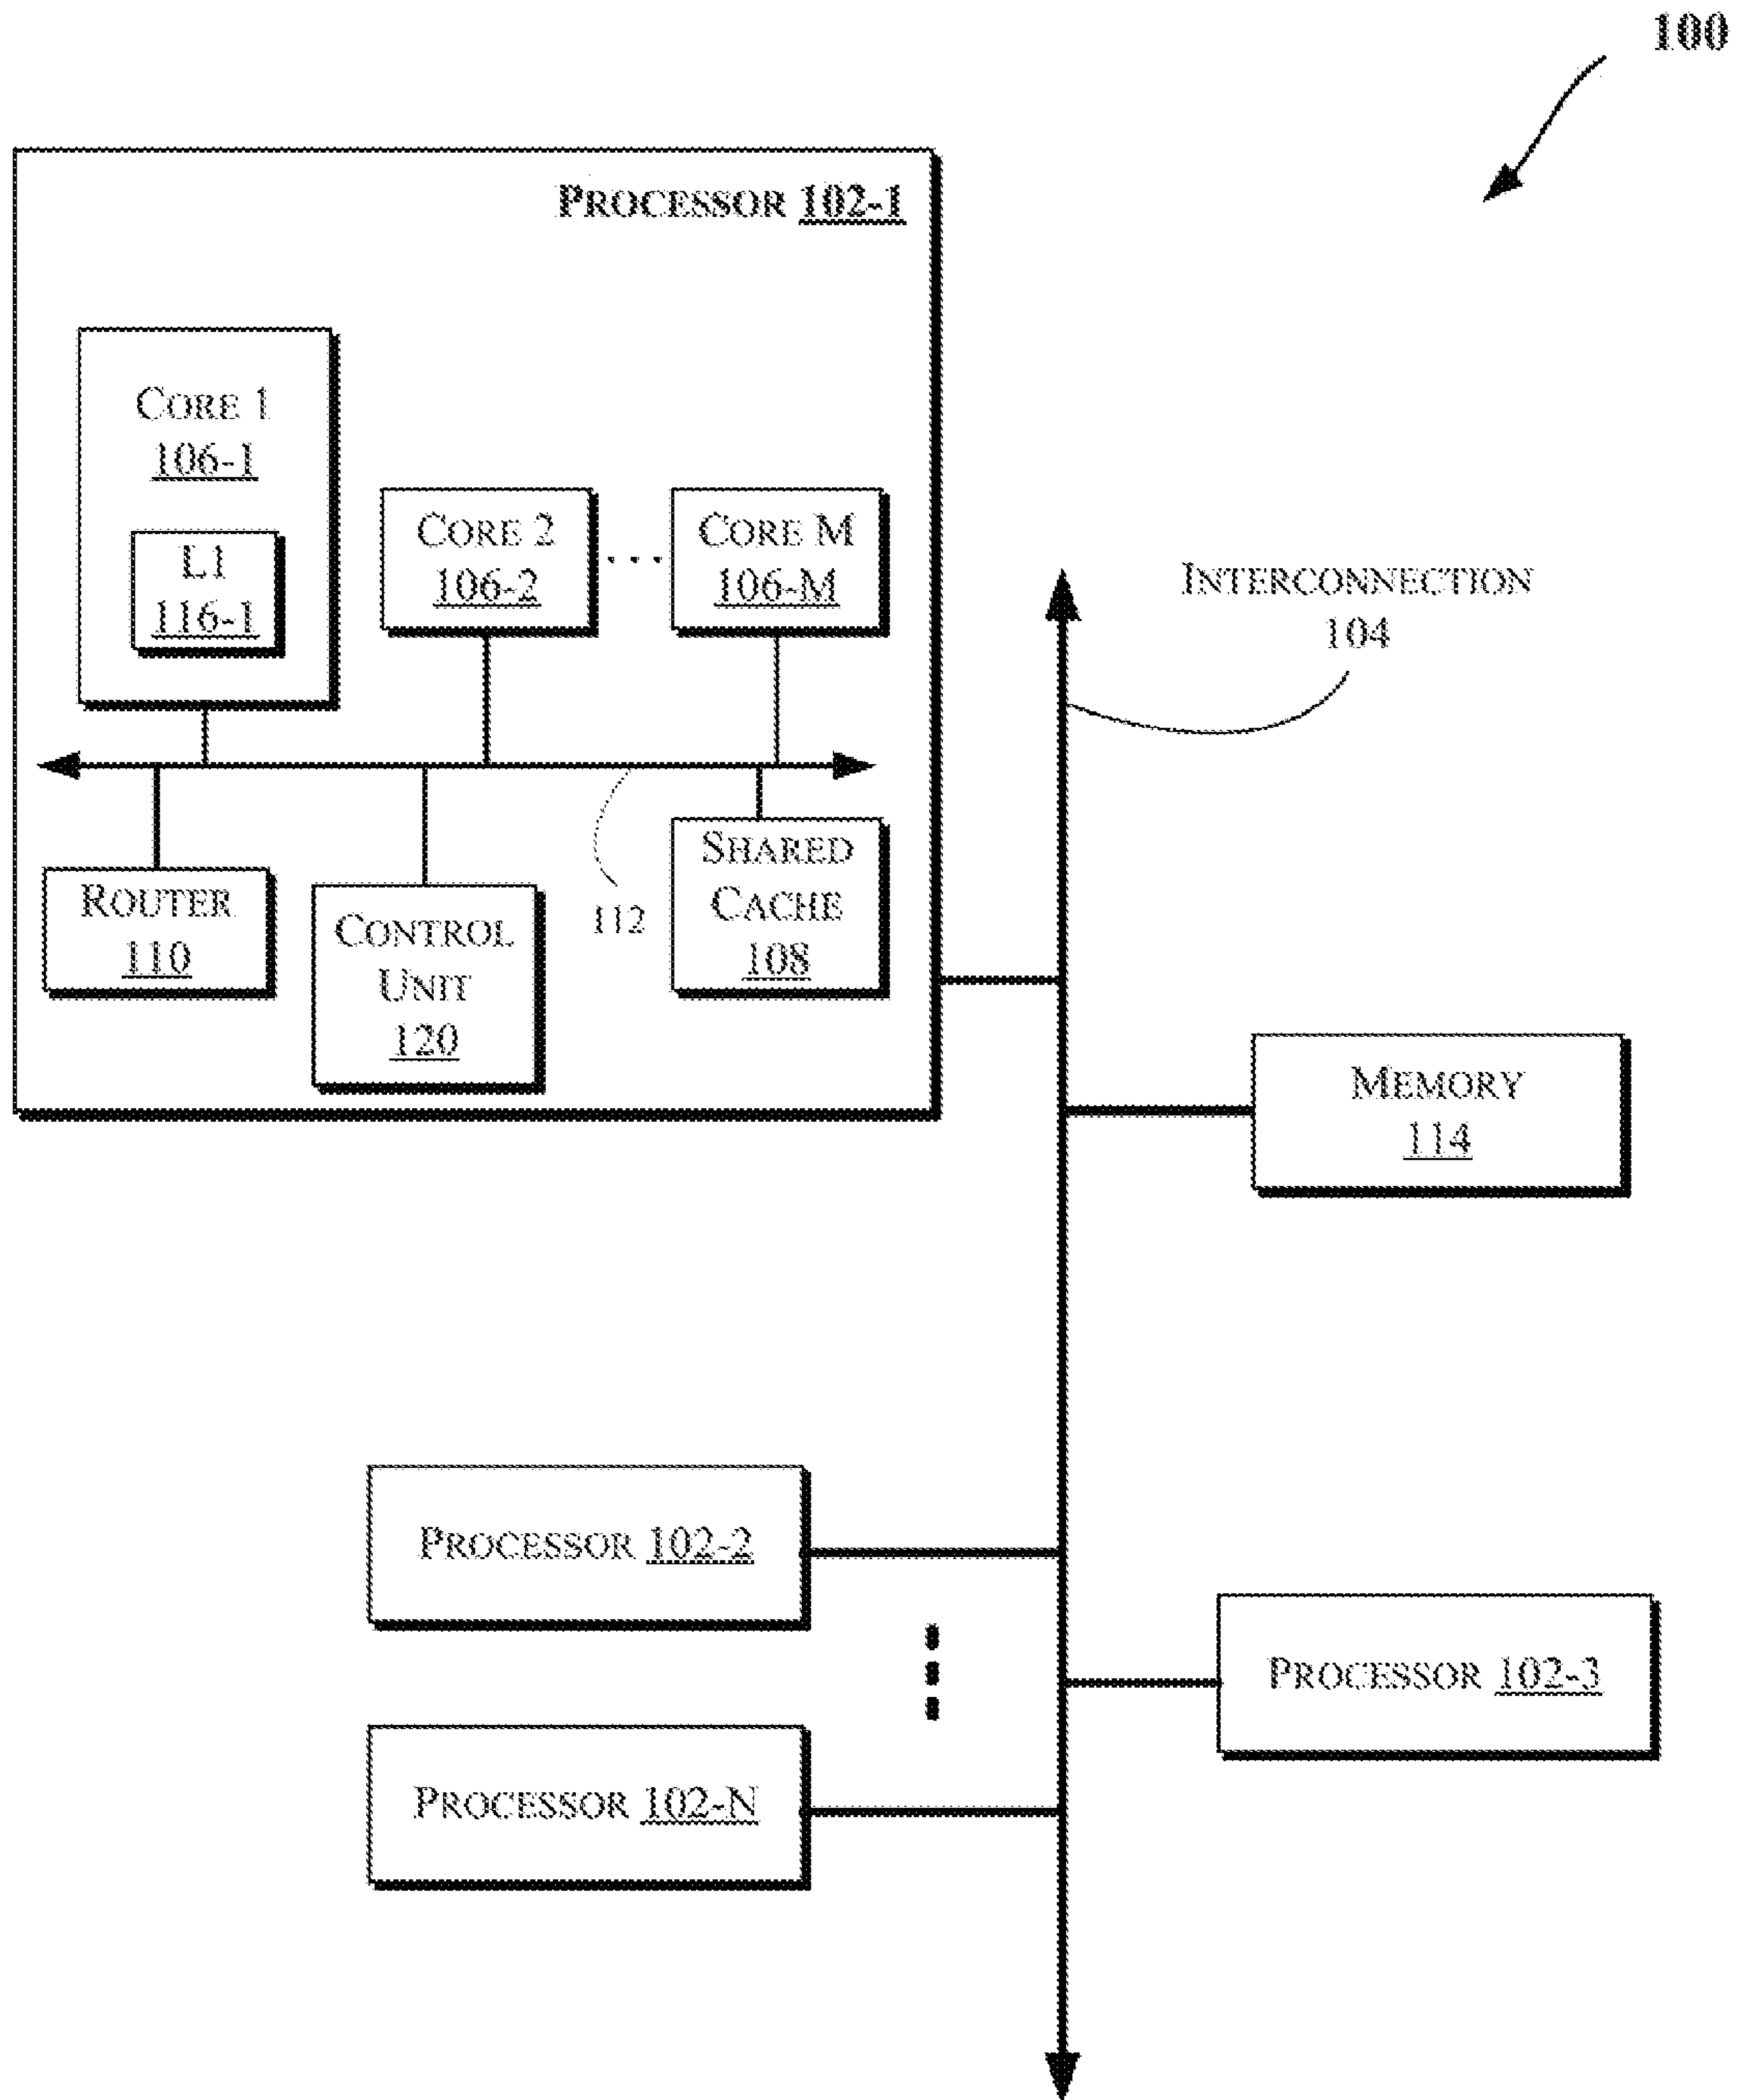 100
PROCESSOR 102-1
CORE 1
106-1
L1
116-1
CORE 2
106-2
. . .
CORE M
106-M
INTERCONNECTION
104
ROUTER
110
CONTROL
UNIT
120
112
SHARED
CACHE
108
MEMORY
114
PROCESSOR 102-2
PROCESSOR 102-3
PROCESSOR 102-N